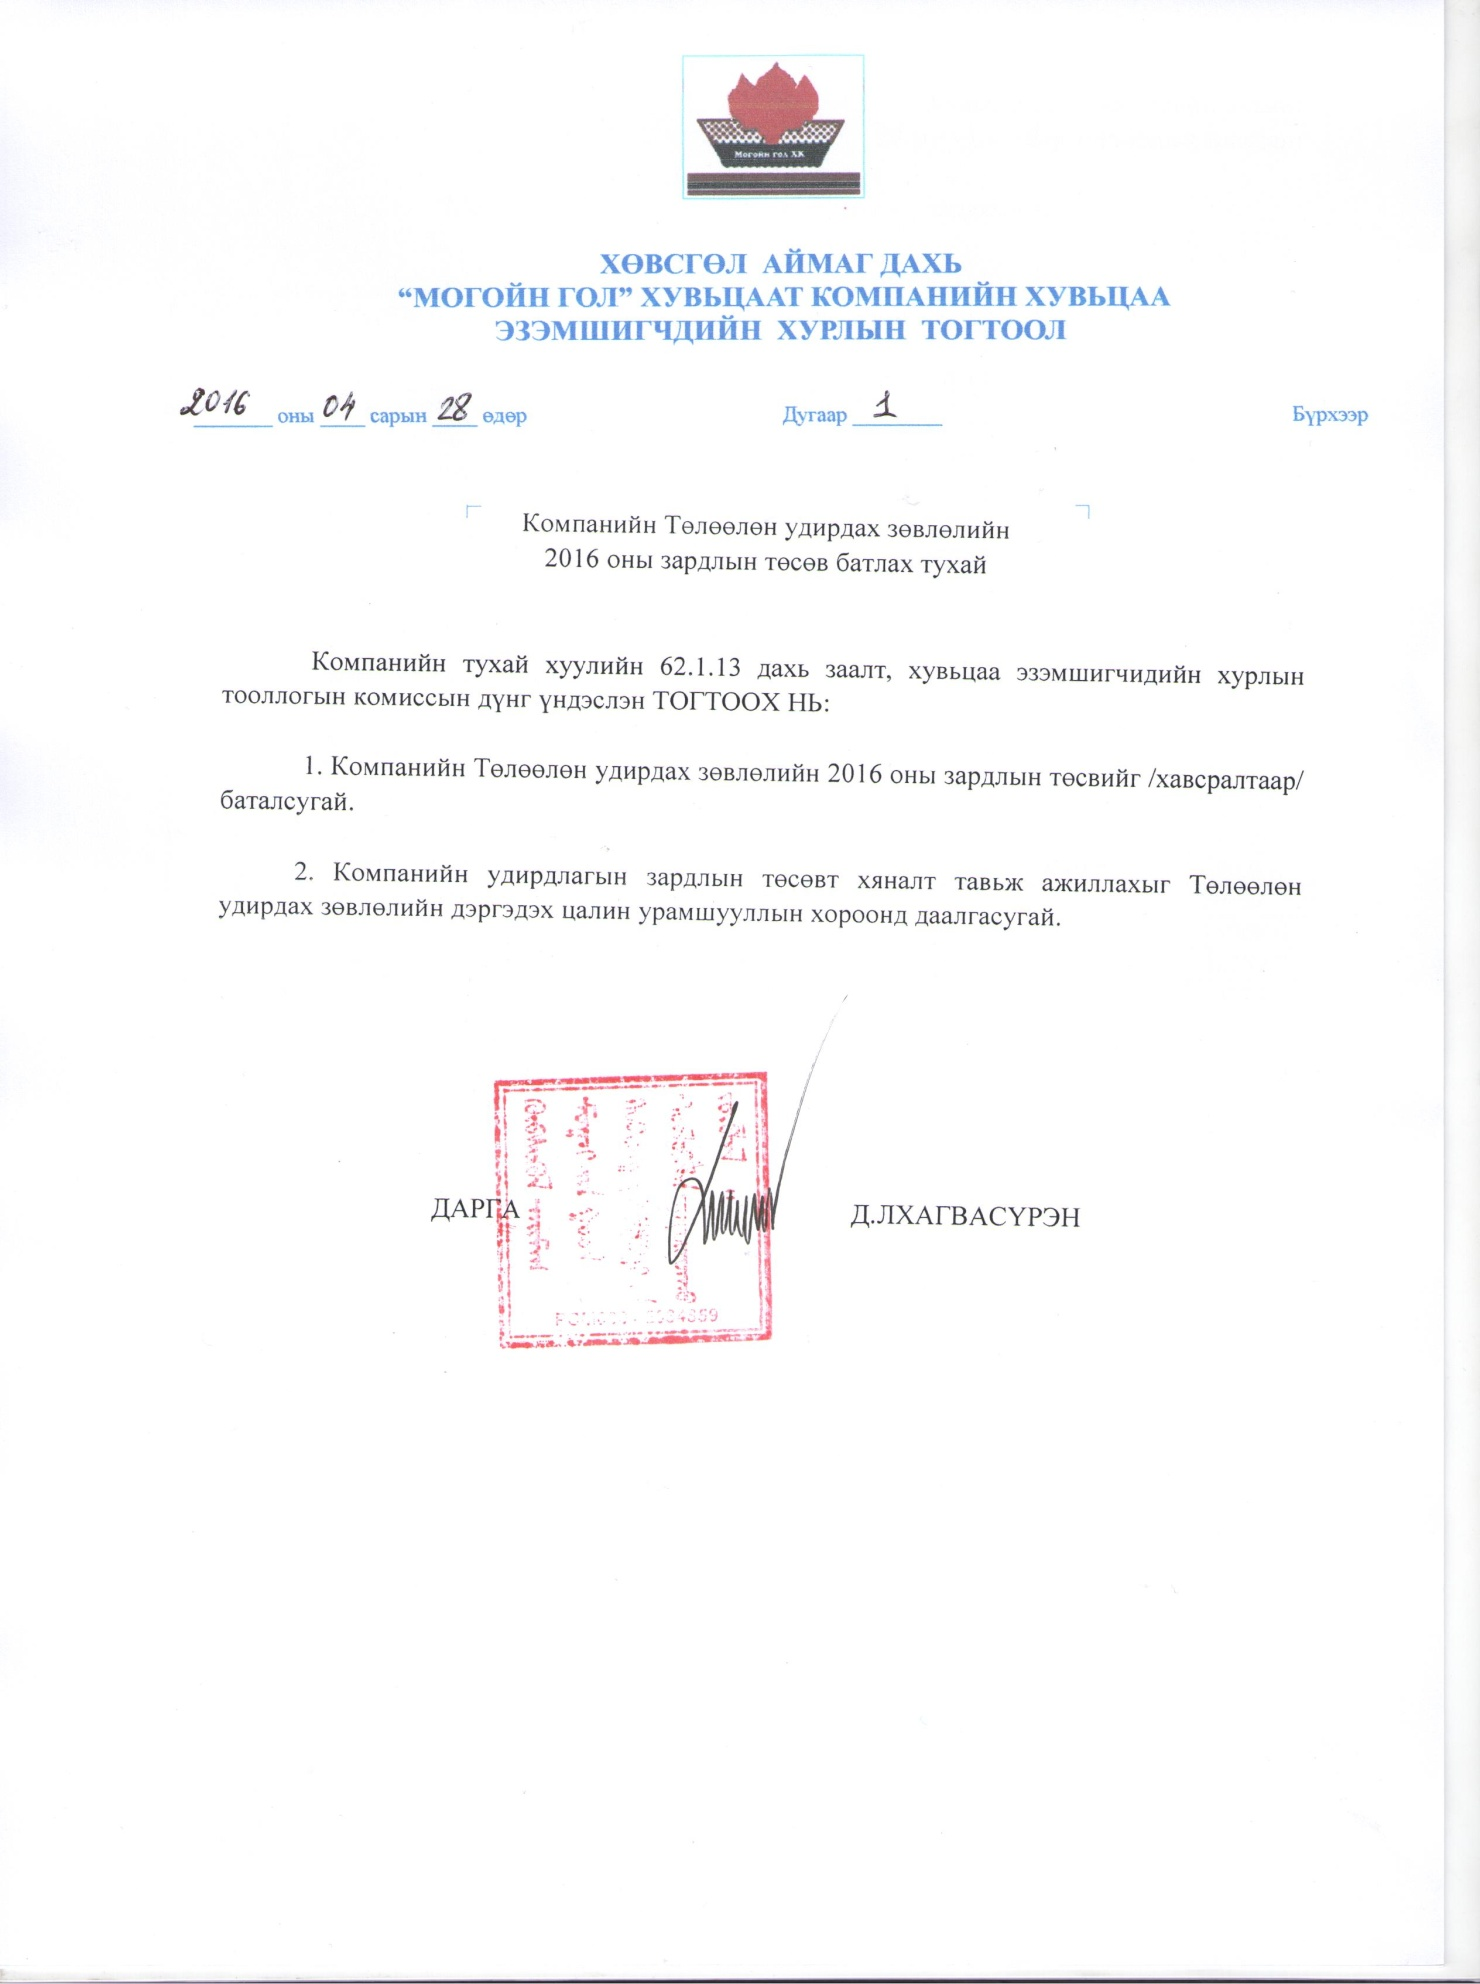 Могойн гол ХК
ХӨВСГӨЛ АЙМАГ ДАХЬ
“МОГОЙН ГОЛ” ХУВЬЦААТ КОМПАНИЙН ХУВЬЦАА
ЭЗЭМШИГЧДИЙН ХУРЛЫН ТОГТООЛ
2016 оны 04 сарын 28 өдөр Дугаар 1 Бүрхээр
Компанийн Төлөөлөн удирдах зөвлөлийн
2016 оны зардлын төсөв батлах тухай
Компанийн тухай хуулийн 62.1.13 дахь заалт, хувьцаа эзэмшигчидийн хурлын
тооллогын комиссын дүнг үндэслэн ТОГТООХ НЬ:
1. Компанийн Төлөөлөн удирдах зөвлөлийн 2016 оны зардлын төсвийг /хавсралтаар/
баталсугай.
2. Компанийн удирдлагын зардлын төсөвт хяналт тавьж ажиллахыг Төлөөлөн
удирдах зөвлөлийн дэргэдэх цалин урамшууллын хороонд даалгасугай.
ДАРГА Д.ЛХАГВАСҮРЭН